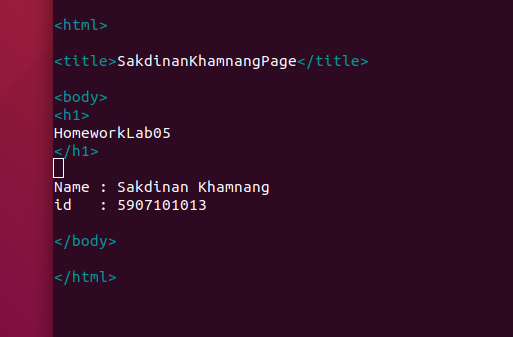 <html>
<title>SakdinanKhamnangPage</title>
<body>
<h1>
HomeworkLab05
</h1>
Name : Sakdinan Khamnang
id   : 5907101013
</body>
</html>